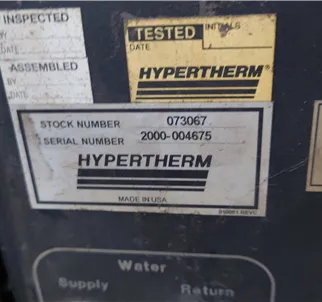 INSPECTED
BY
DATE
ASSEMBLED
BY
DATE
TESTED INITIALS
DATE
HYPERTHERM®
STOCK NUMBER 073067
SERIAL NUMBER 2000-004675
HYPERTHERM
MADE IN USA
Water
Supply Return